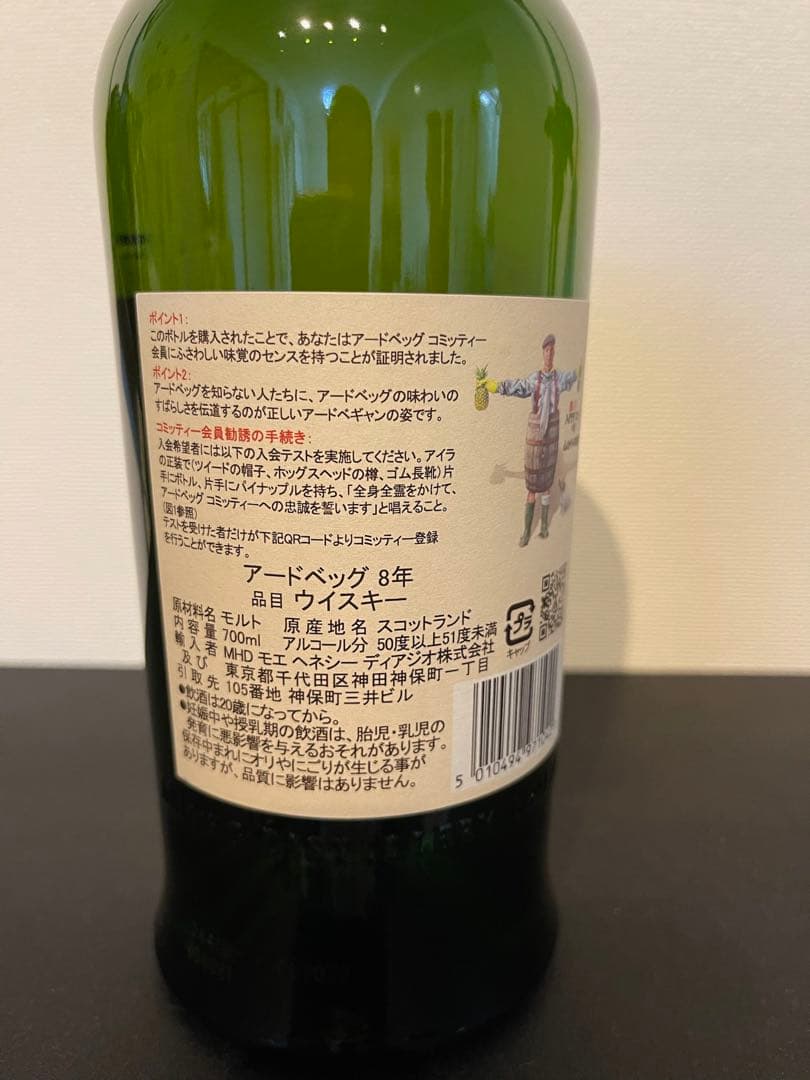 ポイント1:
このボトルを購入されたことで、あなたはアードベッグ コミッティー
会員にふさわしい味覚のセンスを持つことが証明されました。
ポイント2:
アードベッグを知らない人たちに、アードベッグの味わいの
すばらしさを伝道するのが正しいアードベギャンの姿です。
コミッティー会員勧誘の手続き:
入会希望者には以下の入会テストを実施してください。アイラ
の正装で(ツイードの帽子、ホッグスヘッドの樽、ゴム長靴)片
手にボトル、片手にパイナップルを持ち、「全身全霊をかけて、
アードベッグ コミッティーへの忠誠を誓います」と唱えること。
(図1参照)
テストを受けた者だけが下記QRコードよりコミッティー登録
を行うことができます。
アードベッグ 8年
品目 ウイスキー
原材料名 モルト 原産地名 スコットランド
内容量 700ml アルコール分 50度以上51度未満
輸入者 MHD モエ ヘネシー ディアジオ株式会社
及び 東京都千代田区神田神保町一丁目
引取先 105番地 神保町三井ビル
●飲酒は20歳になってから。
●妊娠中や授乳期の飲酒は、胎児・乳児の
発育に悪影響を与えるおそれがあります。
保存中まれにオリやにごりが生じる事が
ありますが、品質に影響はありません。
プラ
キャップ
5 010494